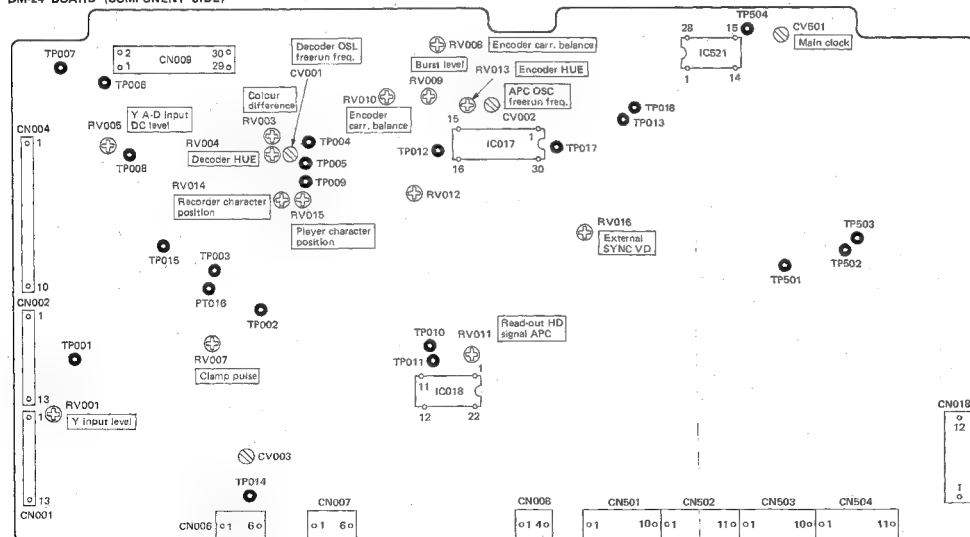 DM-24 BOARD (COMPONENT SIDE)
TP504
CV501
Main clock
28 15
IC521
1 14
TP007
2 30
1 29
CN009
TP006
Decoder OSL
freerun freq.
CV001
RV008
Encoder carr. balance
Burst level
RV009
RV013
Encoder HUE
APC OSC
freerun freq.
CV002
RV010
Encoder
carr. balance
Colour
difference
RV003
Y A-D input
DC level
RV005
TP008
RV004
Decoder HUE
TP004
TP005
TP009
TP012
15 1
IC017
16 30
TP017
TP018
TP013
CN004
1
10
RV014
Recorder character
position
RV015
Player character
position
RV012
RV016
External
SYNC VD
TP503
TP502
TP501
TP015
TP003
PT016
TP002
CN002
1
13
TP001
RV007
Clamp pulse
TP010
TP011
RV011
Read-out HD
signal APC
11 1
IC018
12 22
RV001
Y input level
1
13
CN001
CN018
12
1
CV003
TP014
CN006
1 6
CN007
1 6
CN008
1 4
CN501
1 10
CN502
1 11
CN503
1 10
CN504
1 11